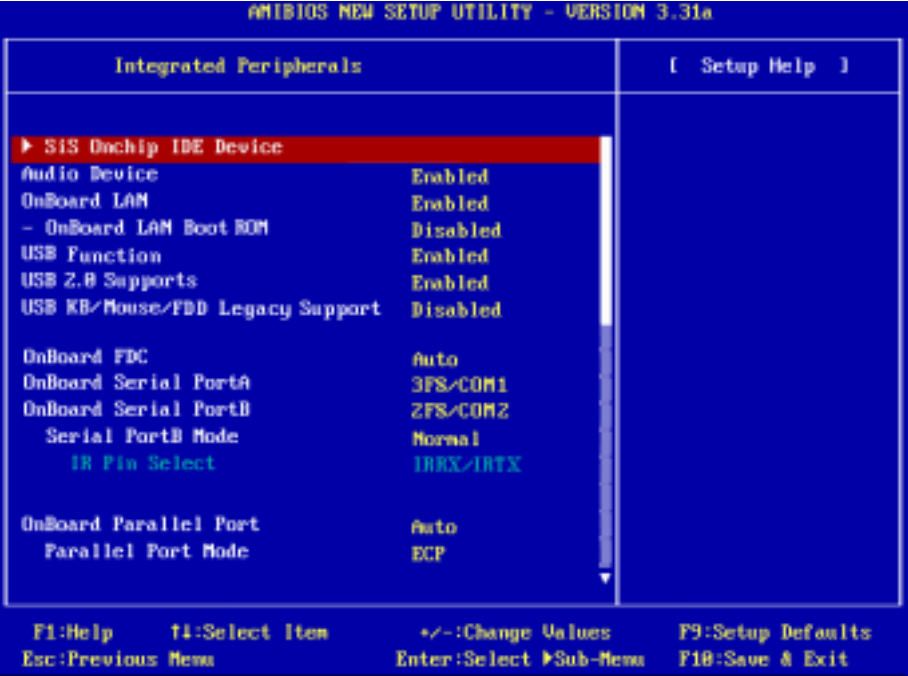 AMIBIOS NEW SETUP UTILITY - VERSION 3.31a
Integrated Peripherals
[ Setup Help ]
▶ SiS Onchip IDE Device
Audio Device Enabled
OnBoard LAN Enabled
- OnBoard LAN Boot ROM Disabled
USB Function Enabled
USB 2.0 Supports Enabled
USB KB/Mouse/FDD Legacy Support Disabled
OnBoard FDC Auto
OnBoard Serial PortA 3F8/COM1
OnBoard Serial PortB 2F8/COM2
Serial PortB Mode Normal
IR Pin Select IRRX/IRTX
OnBoard Parallel Port Auto
Parallel Port Mode ECP
F1:Help ↑↓:Select Item +/-:Change Values F9:Setup Defaults
Esc:Previous Menu Enter:Select ▶Sub-Menu F10:Save & Exit